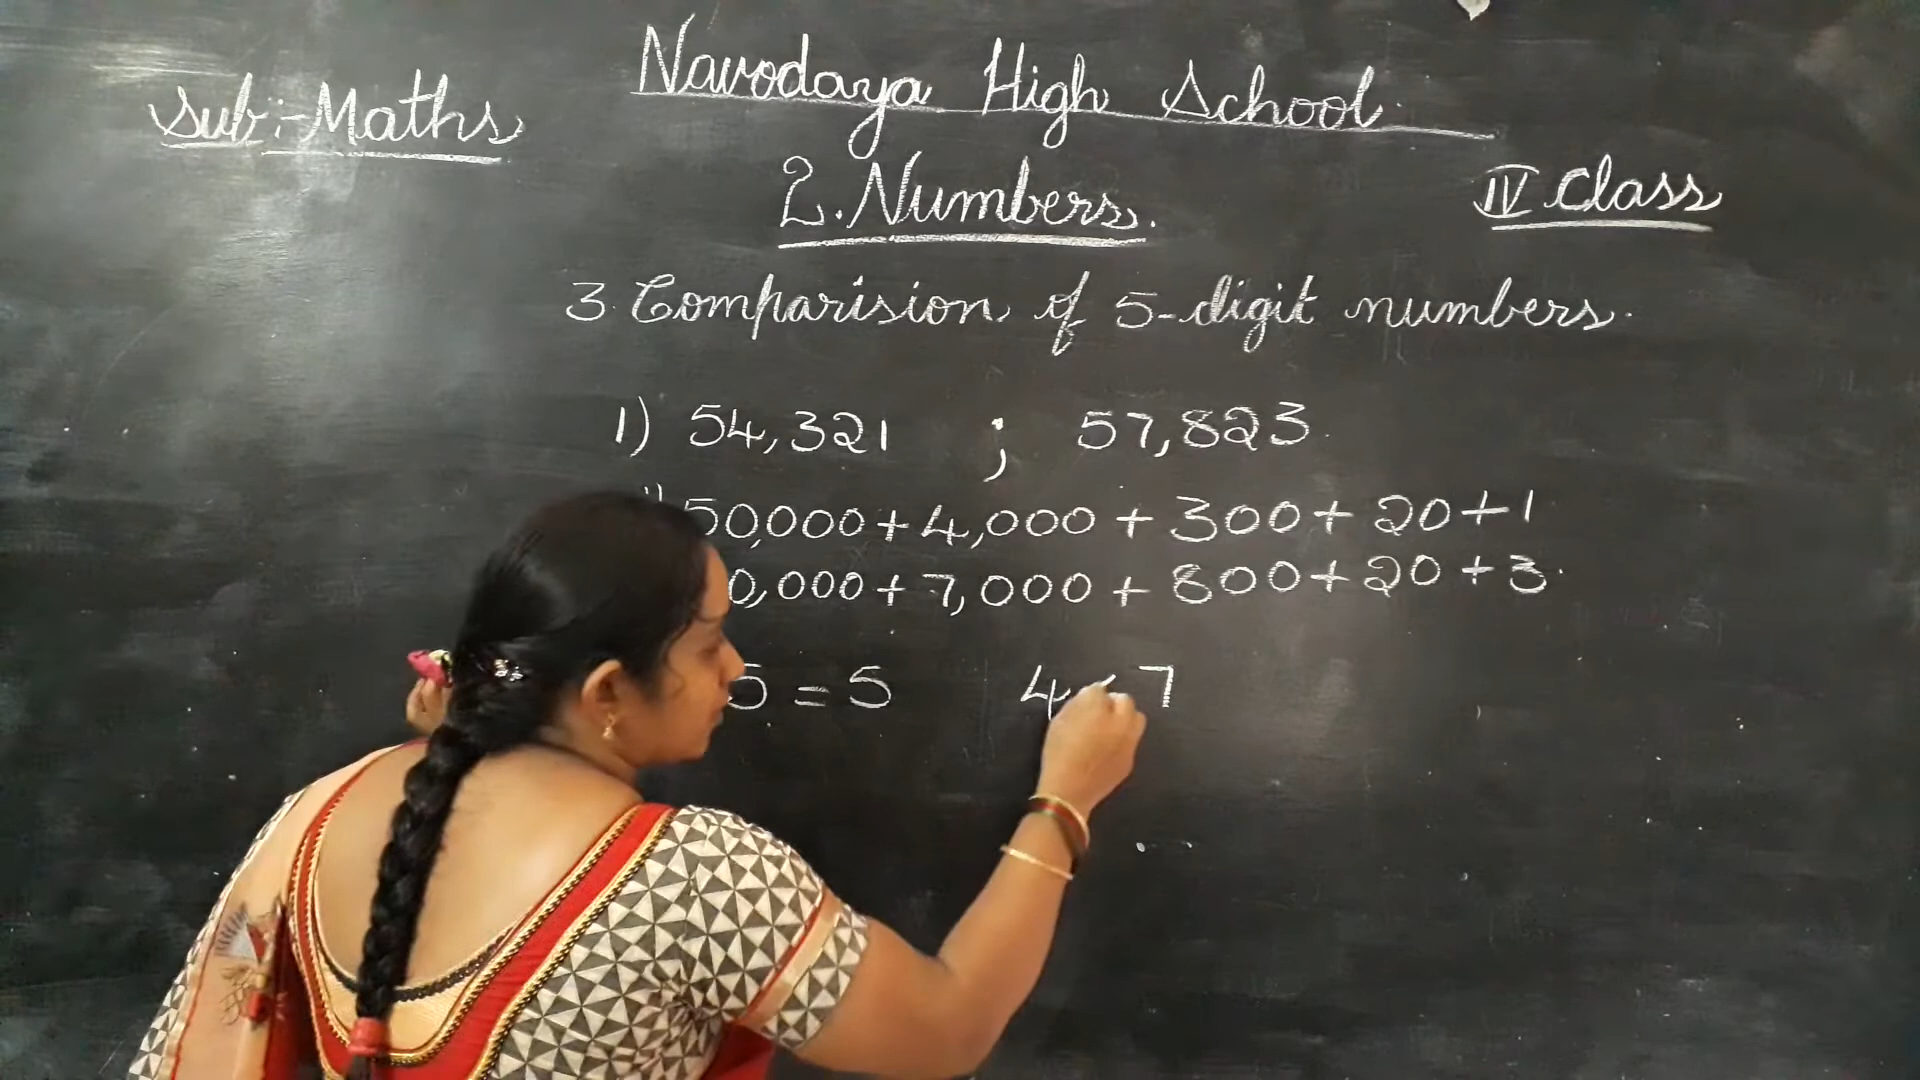 Navodaya High School
Sub:- Maths
2. Numbers.
IV Class
3. Comparision of 5-digit numbers.
1) 54,321 ; 57,823
50,000 + 4,000 + 300 + 20 + 1
0,000 + 7,000 + 800 + 20 + 3.
5 = 5 4 < 7